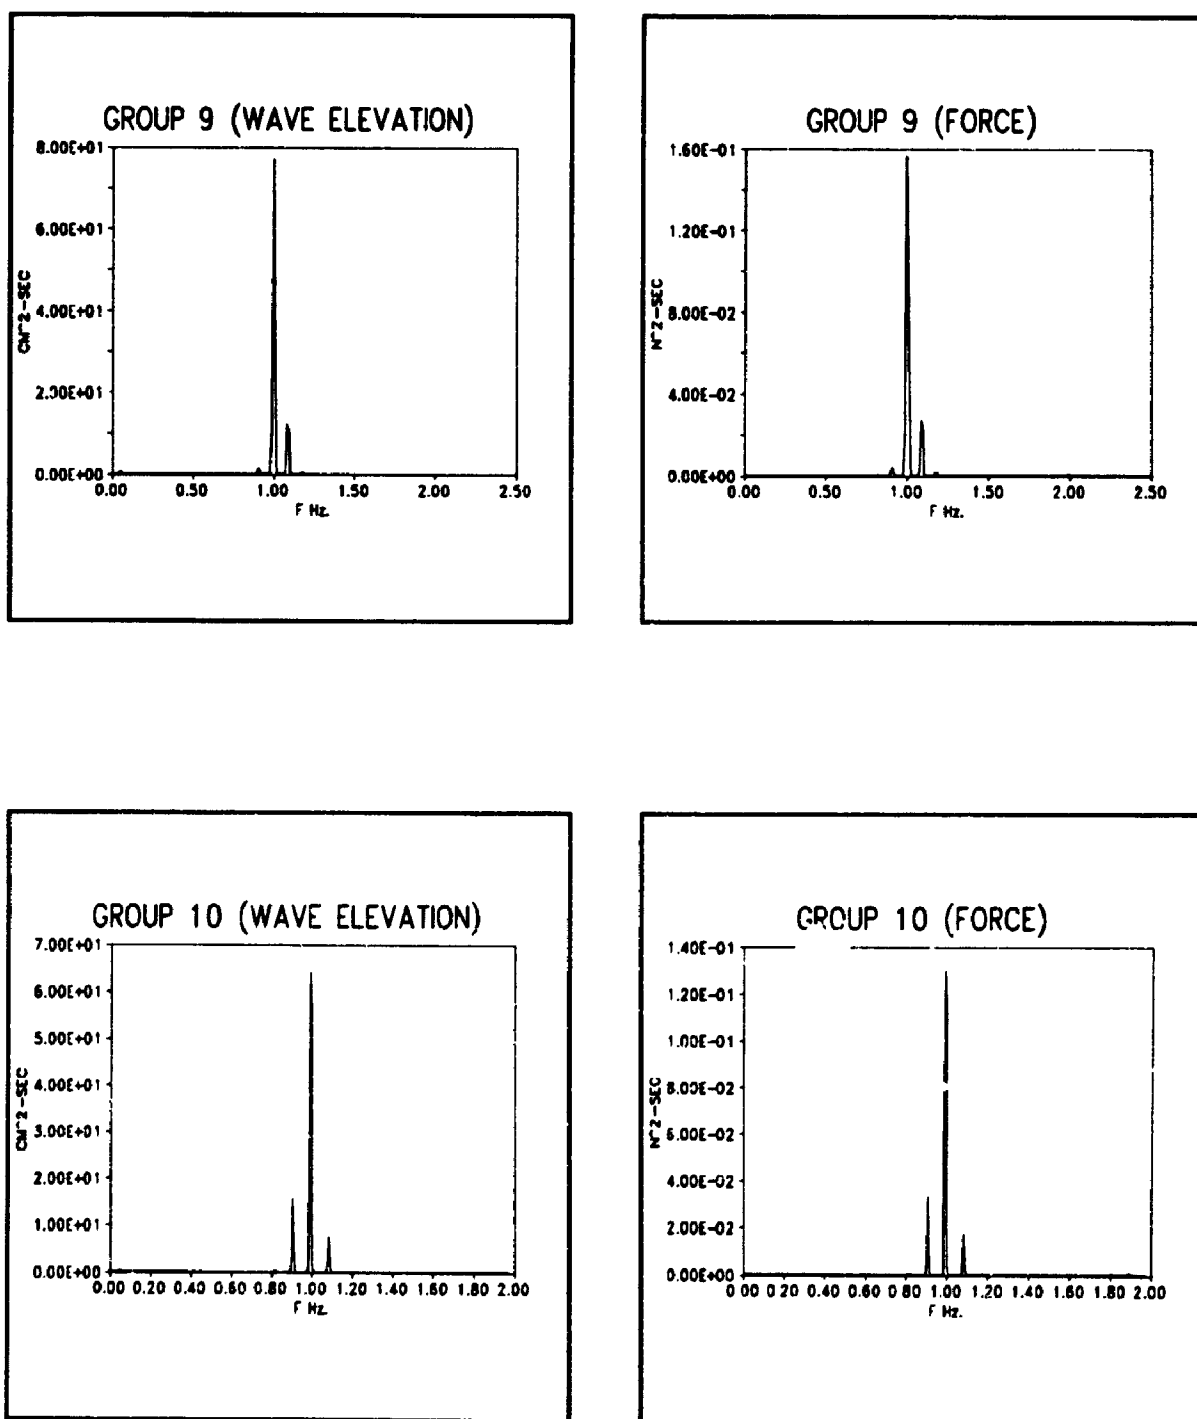 GROUP 9 (WAVE ELEVATION)
8.00E+01
6.00E+01
4.00E+01
2.00E+01
0.00E+00
CM^2-SEC
0.00 0.50 1.00 1.50 2.00 2.50
F Hz.
GROUP 9 (FORCE)
1.60E-01
1.20E-01
8.00E-02
4.00E-02
0.00E+00
N^2-SEC
0.00 0.50 1.00 1.50 2.00 2.50
F Hz.
GROUP 10 (WAVE ELEVATION)
7.00E+01
6.00E+01
5.00E+01
4.00E+01
3.00E+01
2.00E+01
1.00E+01
0.00E+00
CM^2-SEC
0.00 0.20 0.40 0.60 0.80 1.00 1.20 1.40 1.60 1.80 2.00
F Hz.
GROUP 10 (FORCE)
1.40E-01
1.20E-01
1.00E-01
8.00E-02
6.00E-02
4.00E-02
2.00E-02
0.00E+00
N^2-SEC
0.00 0.20 0.40 0.60 0.80 1.00 1.20 1.40 1.60 1.80 2.00
F Hz.